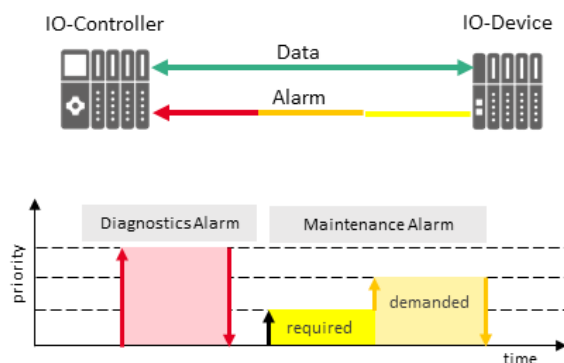 IO-Controller
IO-Device
Data
Alarm
Diagnostics Alarm
Maintenance Alarm
priority
required
demanded
time